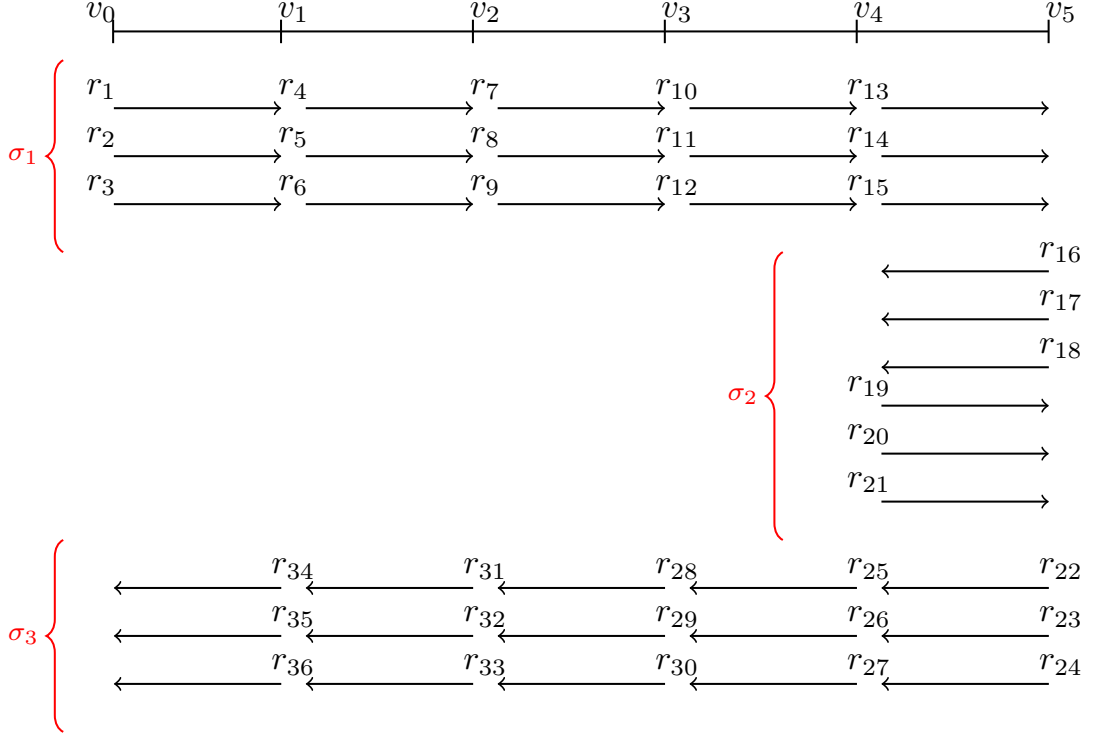 v₀ v₁ v₂ v₃ v₄ v₅
r₁ r₄ r₇ r₁₀ r₁₃
r₂ r₅ r₈ r₁₁ r₁₄
σ₁
r₃ r₆ r₉ r₁₂ r₁₅
r₁₆
r₁₇
r₁₈
r₁₉
σ₂
r₂₀
r₂₁
r₃₄ r₃₁ r₂₈ r₂₅ r₂₂
r₃₅ r₃₂ r₂₉ r₂₆ r₂₃
σ₃
r₃₆ r₃₃ r₃₀ r₂₇ r₂₄